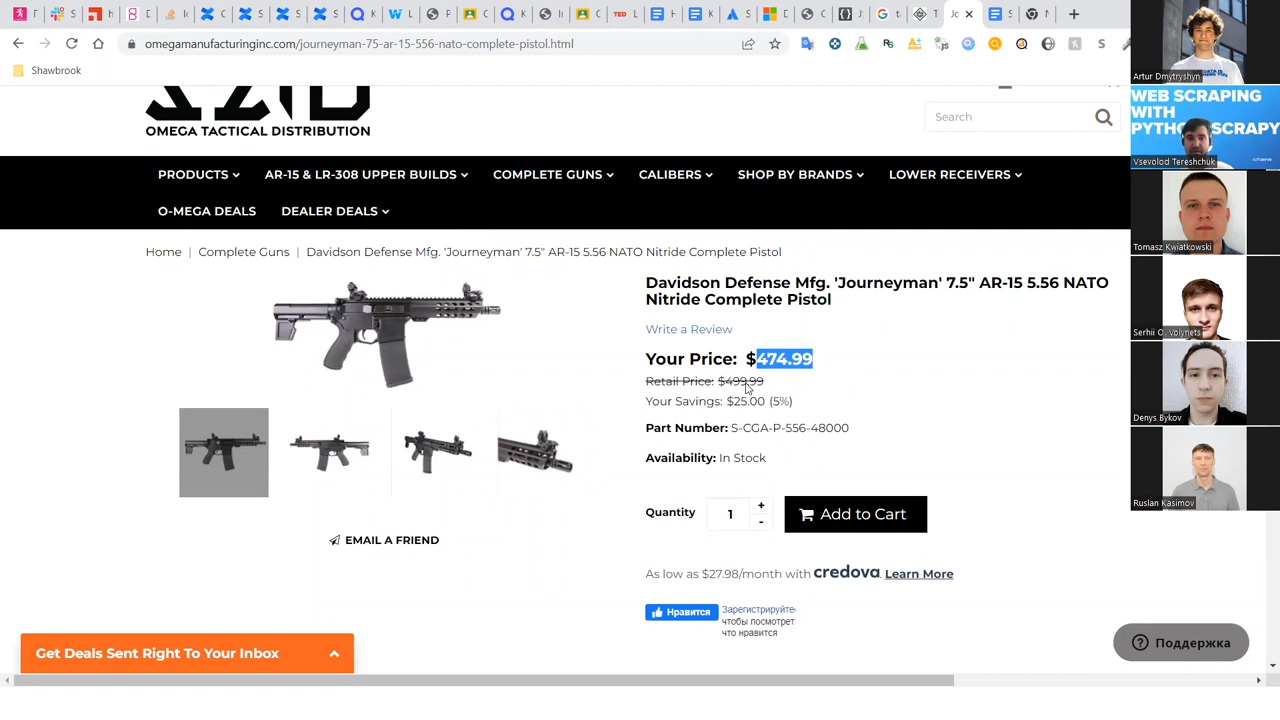 omegamanufacturinginc.com/journeyman-75-ar-15-556-nato-complete-pistol.html
Shawbrook
OMEGA TACTICAL DISTRIBUTION
Search
PRODUCTS
AR-15 & LR-308 UPPER BUILDS
COMPLETE GUNS
CALIBERS
SHOP BY BRANDS
LOWER RECEIVERS
O-MEGA DEALS
DEALER DEALS
Home | Complete Guns | Davidson Defense Mfg. 'Journeyman' 7.5" AR-15 5.56 NATO Nitride Complete Pistol
Davidson Defense Mfg. 'Journeyman' 7.5" AR-15 5.56 NATO
Nitride Complete Pistol
Write a Review
Your Price: $474.99
Retail Price: $499.99
Your Savings: $25.00 (5%)
Part Number: S-CGA-P-556-48000
Availability: In Stock
Quantity 1 + -
Add to Cart
EMAIL A FRIEND
As low as $27.98/month with credova. Learn More
Нравится
Зарегистрируйтес
чтобы посмотрет
что нравится
Get Deals Sent Right To Your Inbox
Поддержка
Artur Dmytryshyn
WEB SCRAPING
WITH
PYTHO SCRAPY
Vsevolod Tereshchuk
Tomasz Kwiatkowski
Serhii O. Volynets
Denys Bykov
Ruslan Kasimov